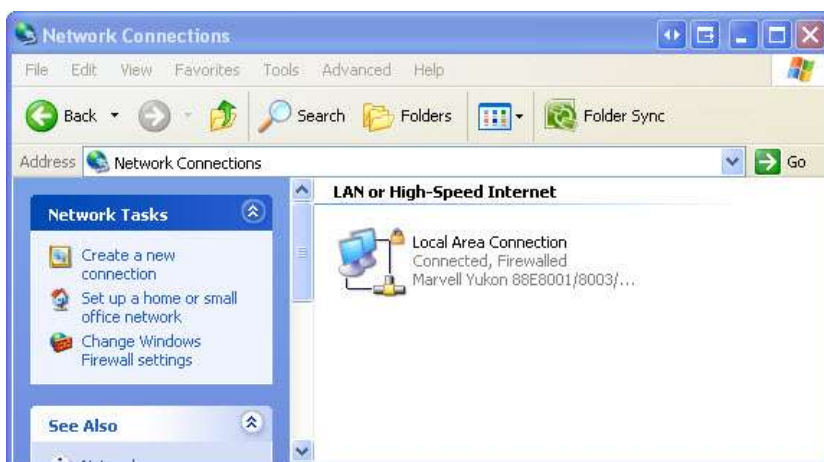 Network Connections
File Edit View Favorites Tools Advanced Help
Back Search Folders Folder Sync
Address Network Connections Go
Network Tasks
Create a new
connection
Set up a home or small
office network
Change Windows
Firewall settings
See Also
LAN or High-Speed Internet
Local Area Connection
Connected, Firewalled
Marvell Yukon 88E8001/8003/...